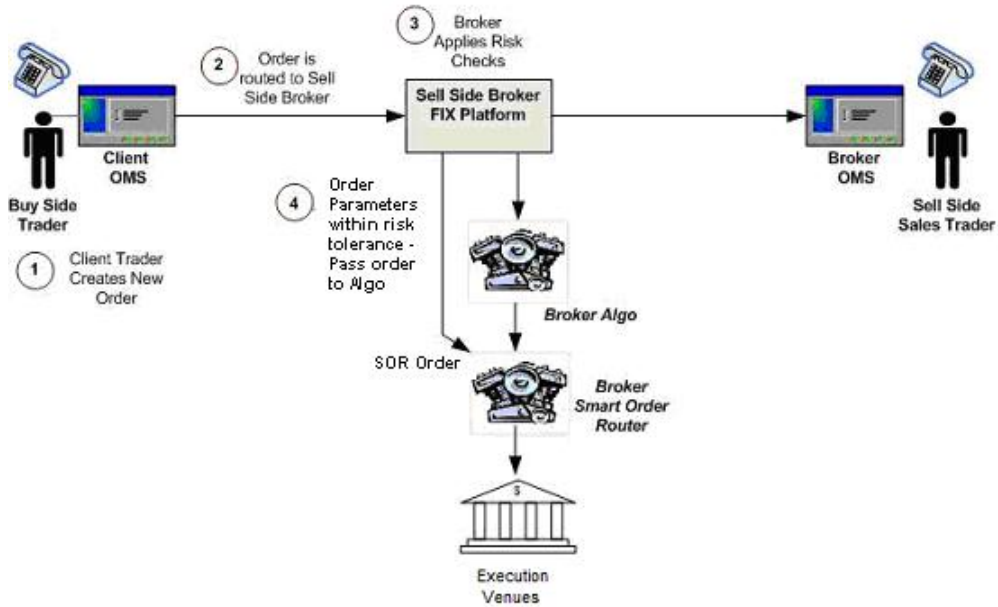 3
Broker
Applies Risk
Checks
2
Order is
routed to Sell
Side Broker
Sell Side Broker
FIX Platform
Client
OMS
Broker
OMS
Buy Side
Trader
Sell Side
Sales Trader
1
Client Trader
Creates New
Order
4
Order
Parameters
within risk
tolerance -
Pass order
to Algo
Broker Algo
SOR Order
Broker
Smart Order
Router
$
Execution
Venues